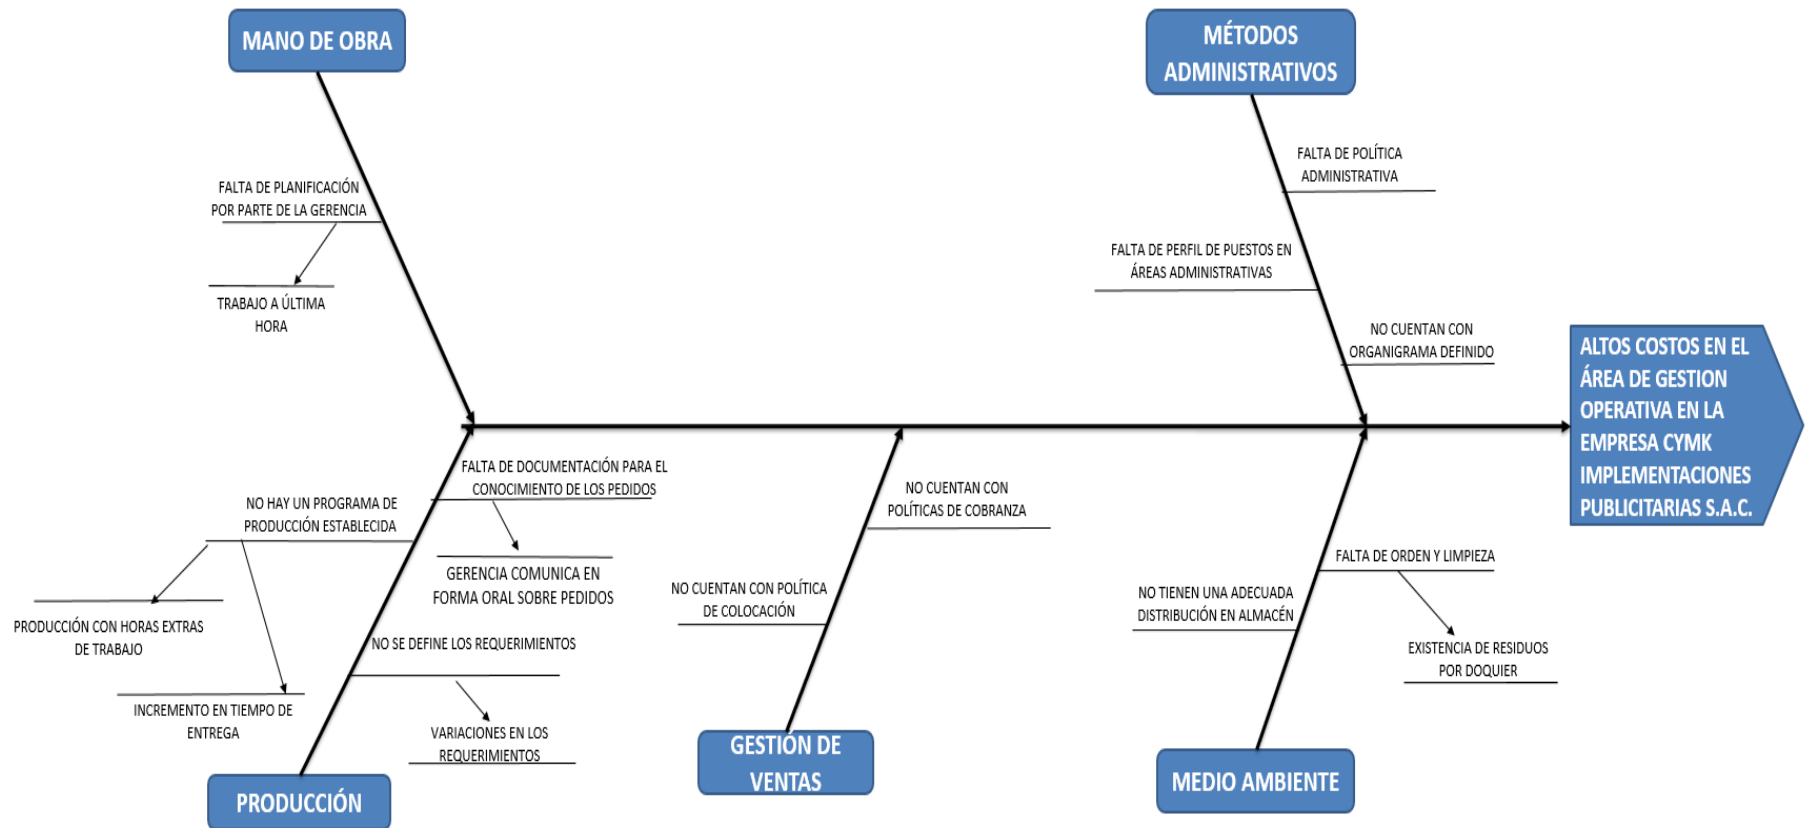 MANO DE OBRA
MÉTODOS
ADMINISTRATIVOS
FALTA DE PLANIFICACIÓN
POR PARTE DE LA GERENCIA
TRABAJO A ÚLTIMA
HORA
FALTA DE POLÍTICA
ADMINISTRATIVA
FALTA DE PERFIL DE PUESTOS EN
ÁREAS ADMINISTRATIVAS
NO CUENTAN CON
ORGANIGRAMA DEFINIDO
ALTOS COSTOS EN EL
ÁREA DE GESTION
OPERATIVA EN LA
EMPRESA CYMK
IMPLEMENTACIONES
PUBLICITARIAS S.A.C.
FALTA DE DOCUMENTACIÓN PARA EL
CONOCIMIENTO DE LOS PEDIDOS
NO HAY UN PROGRAMA DE
PRODUCCIÓN ESTABLECIDA
GERENCIA COMUNICA EN
FORMA ORAL SOBRE PEDIDOS
PRODUCCIÓN CON HORAS EXTRAS
DE TRABAJO
NO SE DEFINE LOS REQUERIMIENTOS
INCREMENTO EN TIEMPO DE
ENTREGA
VARIACIONES EN LOS
REQUERIMIENTOS
PRODUCCIÓN
NO CUENTAN CON
POLÍTICAS DE COBRANZA
NO CUENTAN CON POLÍTICA
DE COLOCACIÓN
GESTIÓN DE
VENTAS
FALTA DE ORDEN Y LIMPIEZA
NO TIENEN UNA ADECUADA
DISTRIBUCIÓN EN ALMACÉN
EXISTENCIA DE RESIDUOS
POR DOQUIER
MEDIO AMBIENTE